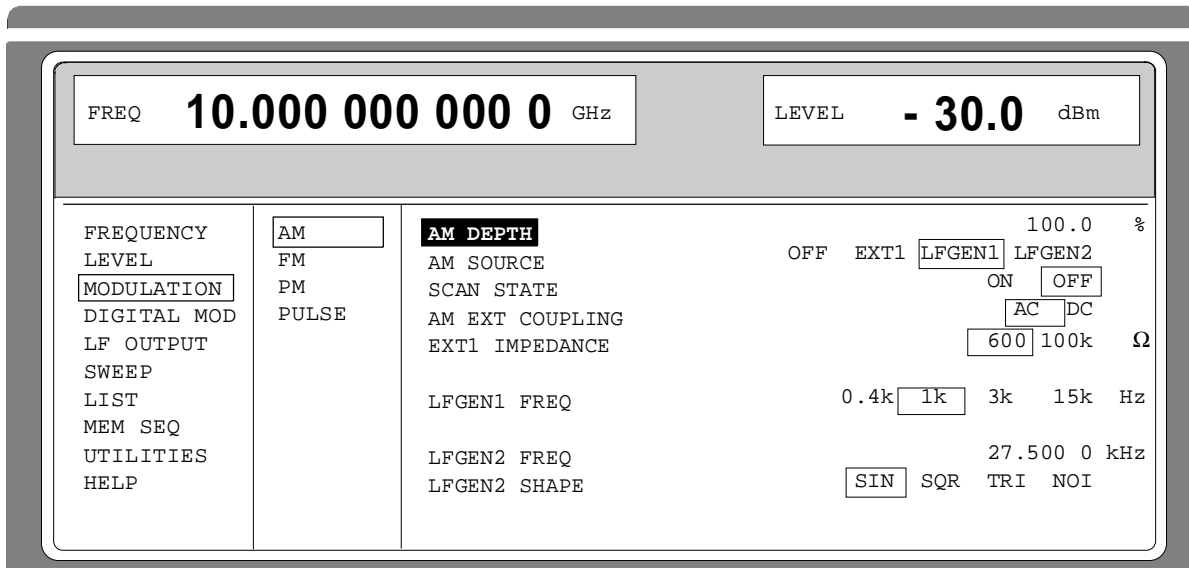 FREQ 10.000 000 000 0 GHz
LEVEL - 30.0 dBm
FREQUENCY
LEVEL
MODULATION
DIGITAL MOD
LF OUTPUT
SWEEP
LIST
MEM SEQ
UTILITIES
HELP
AM
FM
PM
PULSE
AM DEPTH 100.0 %
AM SOURCE OFF EXT1 LFGEN1 LFGEN2
SCAN STATE ON OFF
AM EXT COUPLING AC DC
EXT1 IMPEDANCE 600 100k Ω
LFGEN1 FREQ 0.4k 1k 3k 15k Hz
LFGEN2 FREQ 27.500 0 kHz
LFGEN2 SHAPE SIN SQR TRI NOI